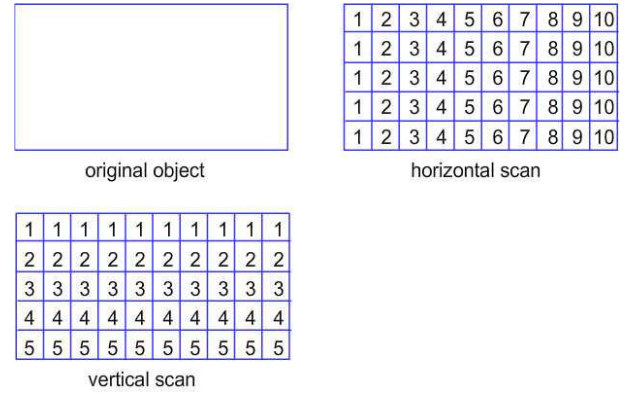 1 2 3 4 5 6 7 8 9 10
1 2 3 4 5 6 7 8 9 10
1 2 3 4 5 6 7 8 9 10
1 2 3 4 5 6 7 8 9 10
1 2 3 4 5 6 7 8 9 10
original object
horizontal scan
1 1 1 1 1 1 1 1 1 1
2 2 2 2 2 2 2 2 2 2
3 3 3 3 3 3 3 3 3 3
4 4 4 4 4 4 4 4 4 4
5 5 5 5 5 5 5 5 5 5
vertical scan